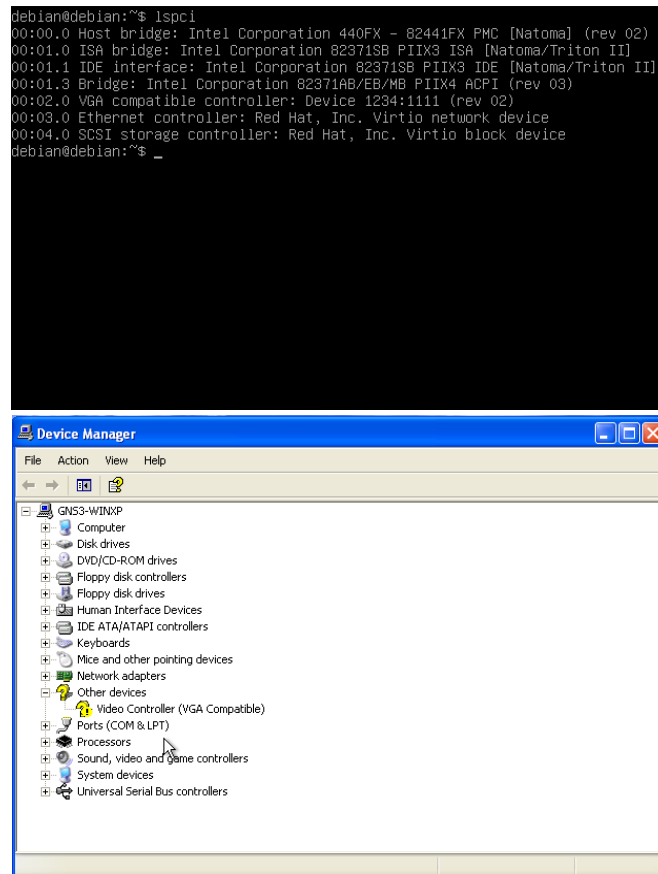 debian@debian:~$ lspci
00:00.0 Host bridge: Intel Corporation 440FX - 82441FX PMC [Natoma] (rev 02)
00:01.0 ISA bridge: Intel Corporation 82371SB PIIX3 ISA [Natoma/Triton II]
00:01.1 IDE interface: Intel Corporation 82371SB PIIX3 IDE [Natoma/Triton II]
00:01.3 Bridge: Intel Corporation 82371AB/EB/MB PIIX4 ACPI (rev 03)
00:02.0 VGA compatible controller: Device 1234:1111 (rev 02)
00:03.0 Ethernet controller: Red Hat, Inc. Virtio network device
00:04.0 SCSI storage controller: Red Hat, Inc. Virtio block device
debian@debian:~$ _
Device Manager
File Action View Help
GNS3-WINXP
Computer
Disk drives
DVD/CD-ROM drives
Floppy disk controllers
Floppy disk drives
Human Interface Devices
IDE ATA/ATAPI controllers
Keyboards
Mice and other pointing devices
Network adapters
Other devices
Video Controller (VGA Compatible)
Ports (COM & LPT)
Processors
Sound, video and game controllers
System devices
Universal Serial Bus controllers